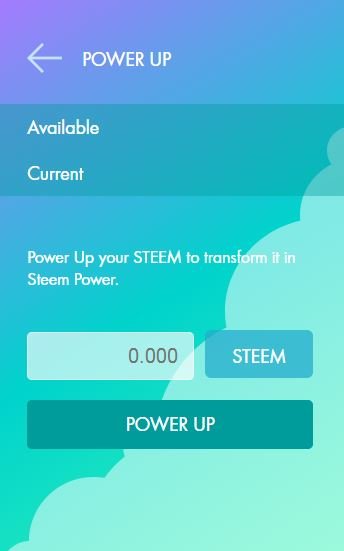 POWER UP
Available
Current
Power Up your STEEM to transform it in
Steem Power.
0.000
STEEM
POWER UP